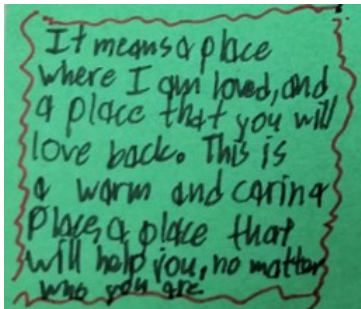 It means a place
where I am loved, and
a place that you will
love back. This is
a warm and caring
place, a place that
will help you, no matter
who you are